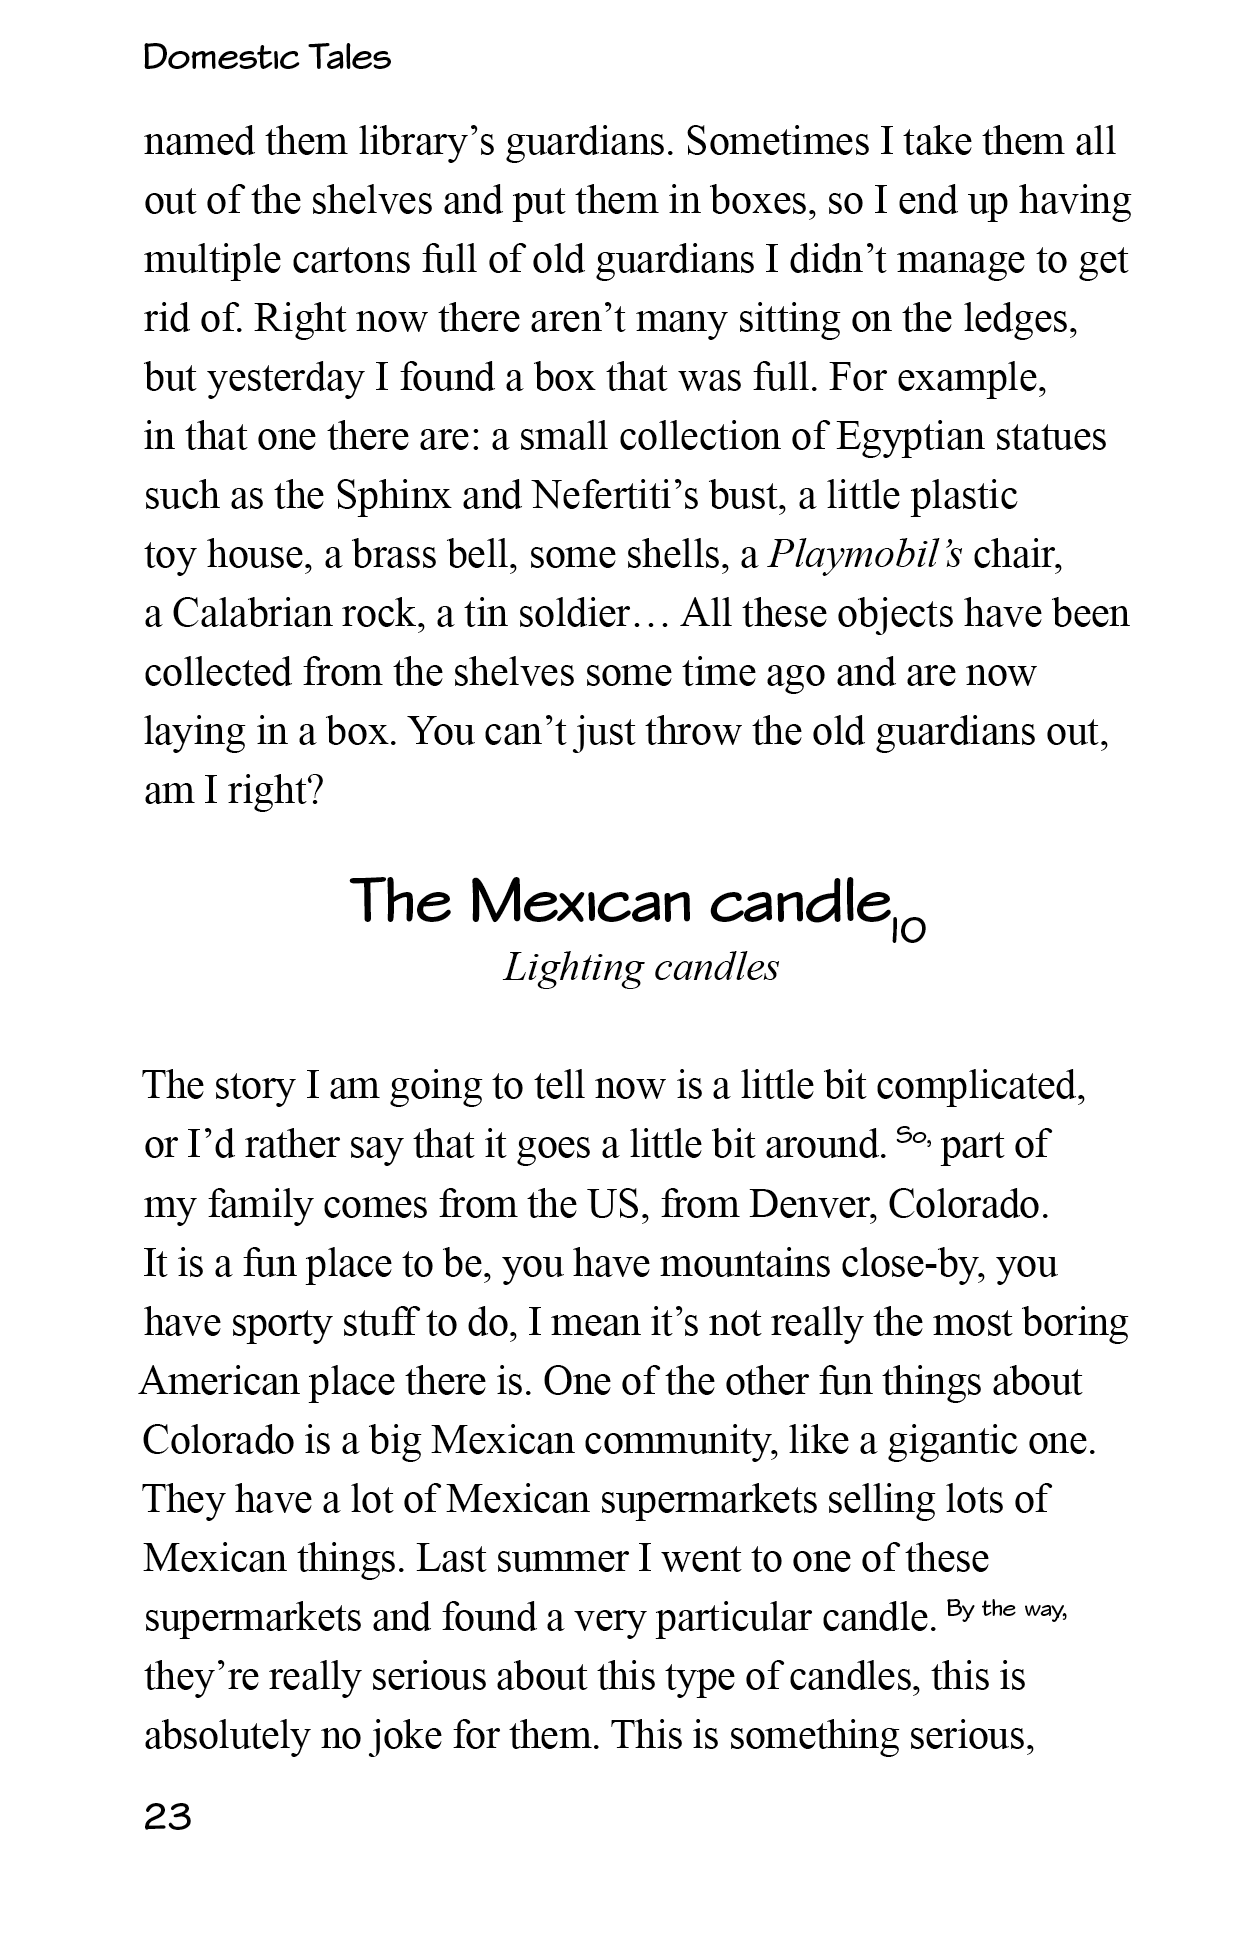 Domestic Tales
named them library’s guardians. Sometimes I take them all
out of the shelves and put them in boxes, so I end up having
multiple cartons full of old guardians I didn’t manage to get
rid of. Right now there aren’t many sitting on the ledges,
but yesterday I found a box that was full. For example,
in that one there are: a small collection of Egyptian statues
such as the Sphinx and Nefertiti’s bust, a little plastic
toy house, a brass bell, some shells, a Playmobil’s chair,
a Calabrian rock, a tin soldier… All these objects have been
collected from the shelves some time ago and are now
laying in a box. You can’t just throw the old guardians out,
am I right?
The Mexican candle10
Lighting candles
The story I am going to tell now is a little bit complicated,
or I’d rather say that it goes a little bit around. So, part of
my family comes from the US, from Denver, Colorado.
It is a fun place to be, you have mountains close-by, you
have sporty stuff to do, I mean it’s not really the most boring
American place there is. One of the other fun things about
Colorado is a big Mexican community, like a gigantic one.
They have a lot of Mexican supermarkets selling lots of
Mexican things. Last summer I went to one of these
supermarkets and found a very particular candle. By the way,
they’re really serious about this type of candles, this is
absolutely no joke for them. This is something serious,
23